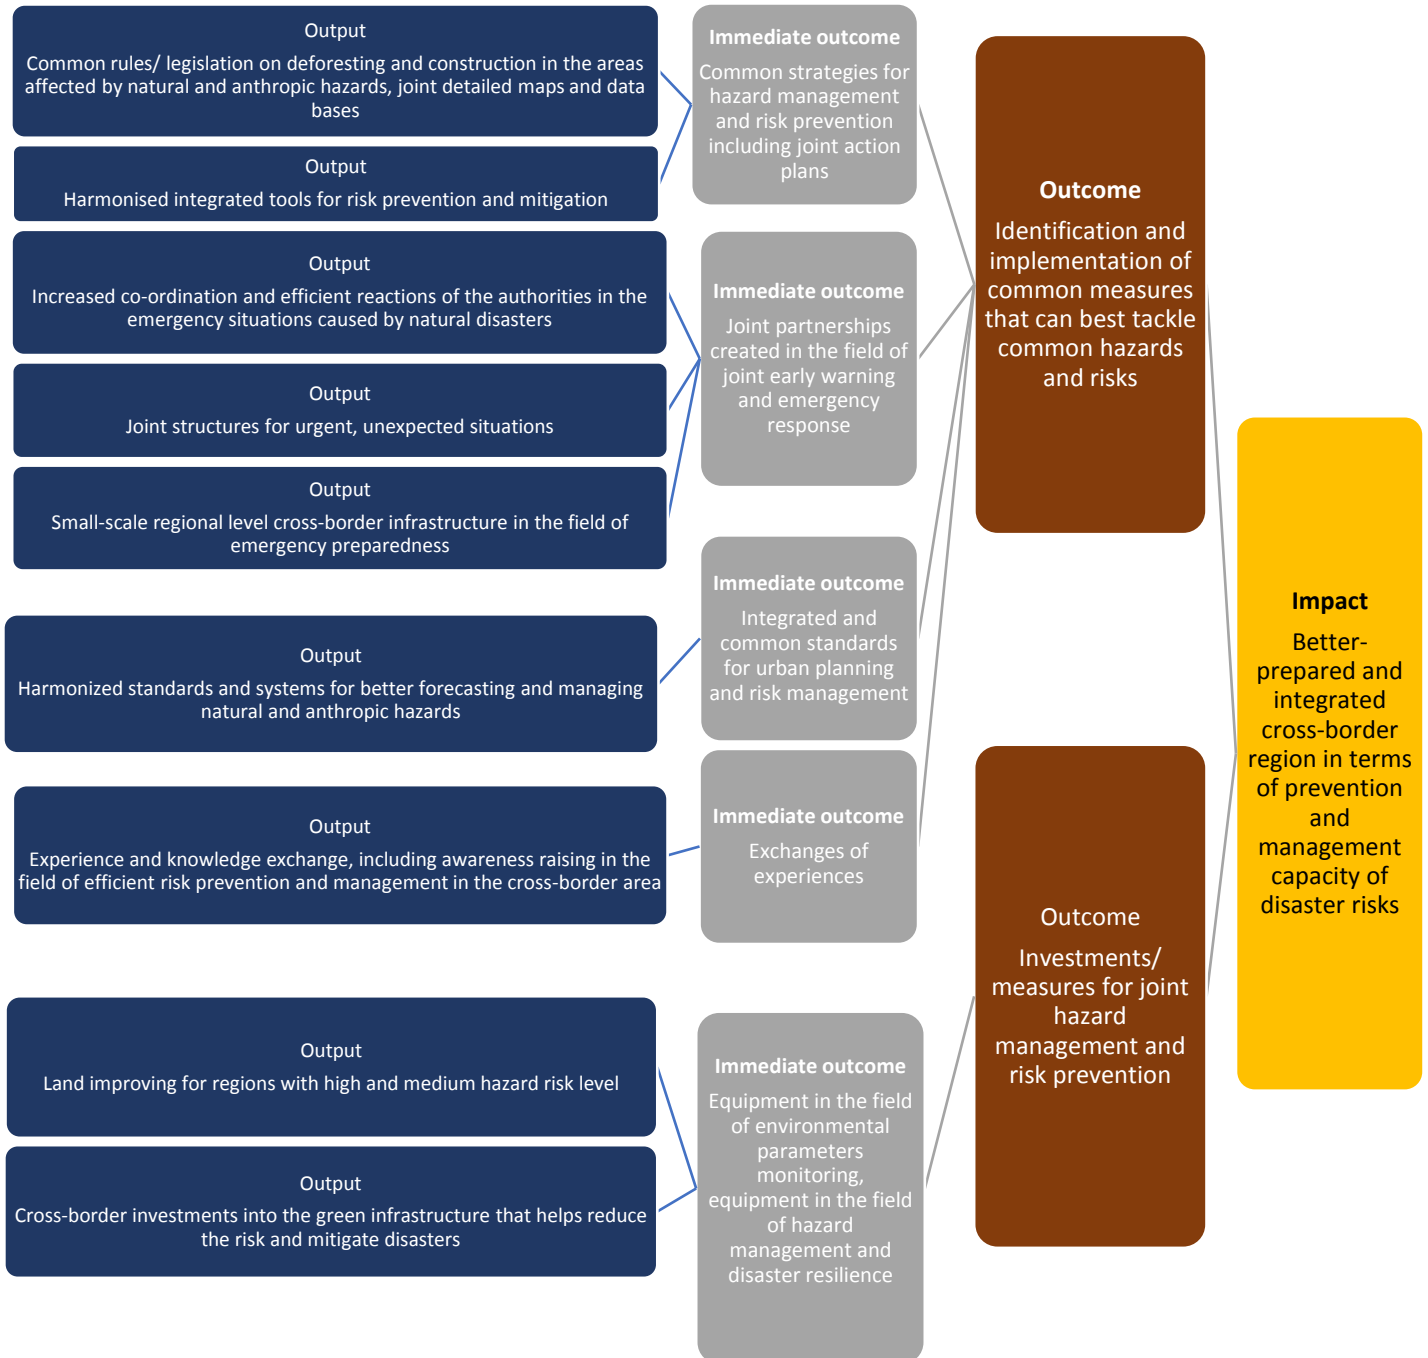 Output
Common rules/ legislation on deforesting and construction in the areas
affected by natural and anthropic hazards, joint detailed maps and data
bases
Output
Harmonised integrated tools for risk prevention and mitigation
Output
Increased co-ordination and efficient reactions of the authorities in the
emergency situations caused by natural disasters
Output
Joint structures for urgent, unexpected situations
Output
Small-scale regional level cross-border infrastructure in the field of
emergency preparedness
Output
Harmonized standards and systems for better forecasting and managing
natural and anthropic hazards
Output
Experience and knowledge exchange, including awareness raising in the
field of efficient risk prevention and management in the cross-border area
Output
Land improving for regions with high and medium hazard risk level
Output
Cross-border investments into the green infrastructure that helps reduce
the risk and mitigate disasters
Immediate outcome
Common strategies for
hazard management
and risk prevention
including joint action
plans
Immediate outcome
Joint partnerships
created in the field of
joint early warning
and emergency
response
Immediate outcome
Integrated and
common standards
for urban planning
and risk management
Immediate outcome
Exchanges of
experiences
Immediate outcome
Equipment in the field
of environmental
parameters
monitoring,
equipment in the field
of hazard
management and
disaster resilience
Outcome
Identification and
implementation of
common measures
that can best tackle
common hazards
and risks
Outcome
Investments/
measures for joint
hazard
management and
risk prevention
Impact
Better-
prepared and
integrated
cross-border
region in terms
of prevention
and
management
capacity of
disaster risks